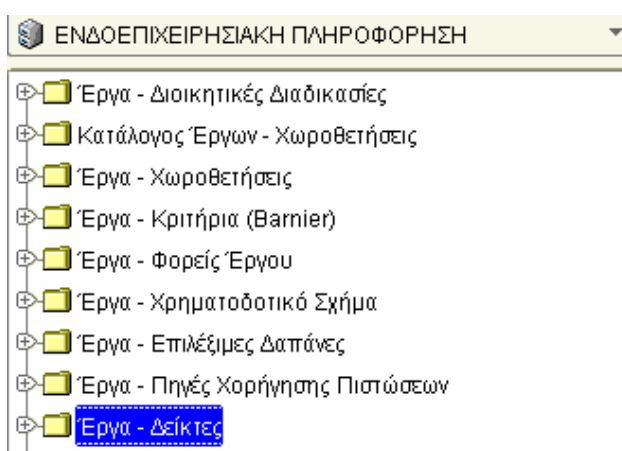 ΕΝΔΟΕΠΙΧΕΙΡΗΣΙΑΚΗ ΠΛΗΡΟΦΟΡΗΣΗ
Έργα - Διοικητικές Διαδικασίες
Κατάλογος Έργων - Χωροθετήσεις
Έργα - Χωροθετήσεις
Έργα - Κριτήρια (Barnier)
Έργα - Φορείς Έργου
Έργα - Χρηματοδοτικό Σχήμα
Έργα - Επιλέξιμες Δαπάνες
Έργα - Πηγές Χορήγησης Πιστώσεων
Έργα - Δείκτες